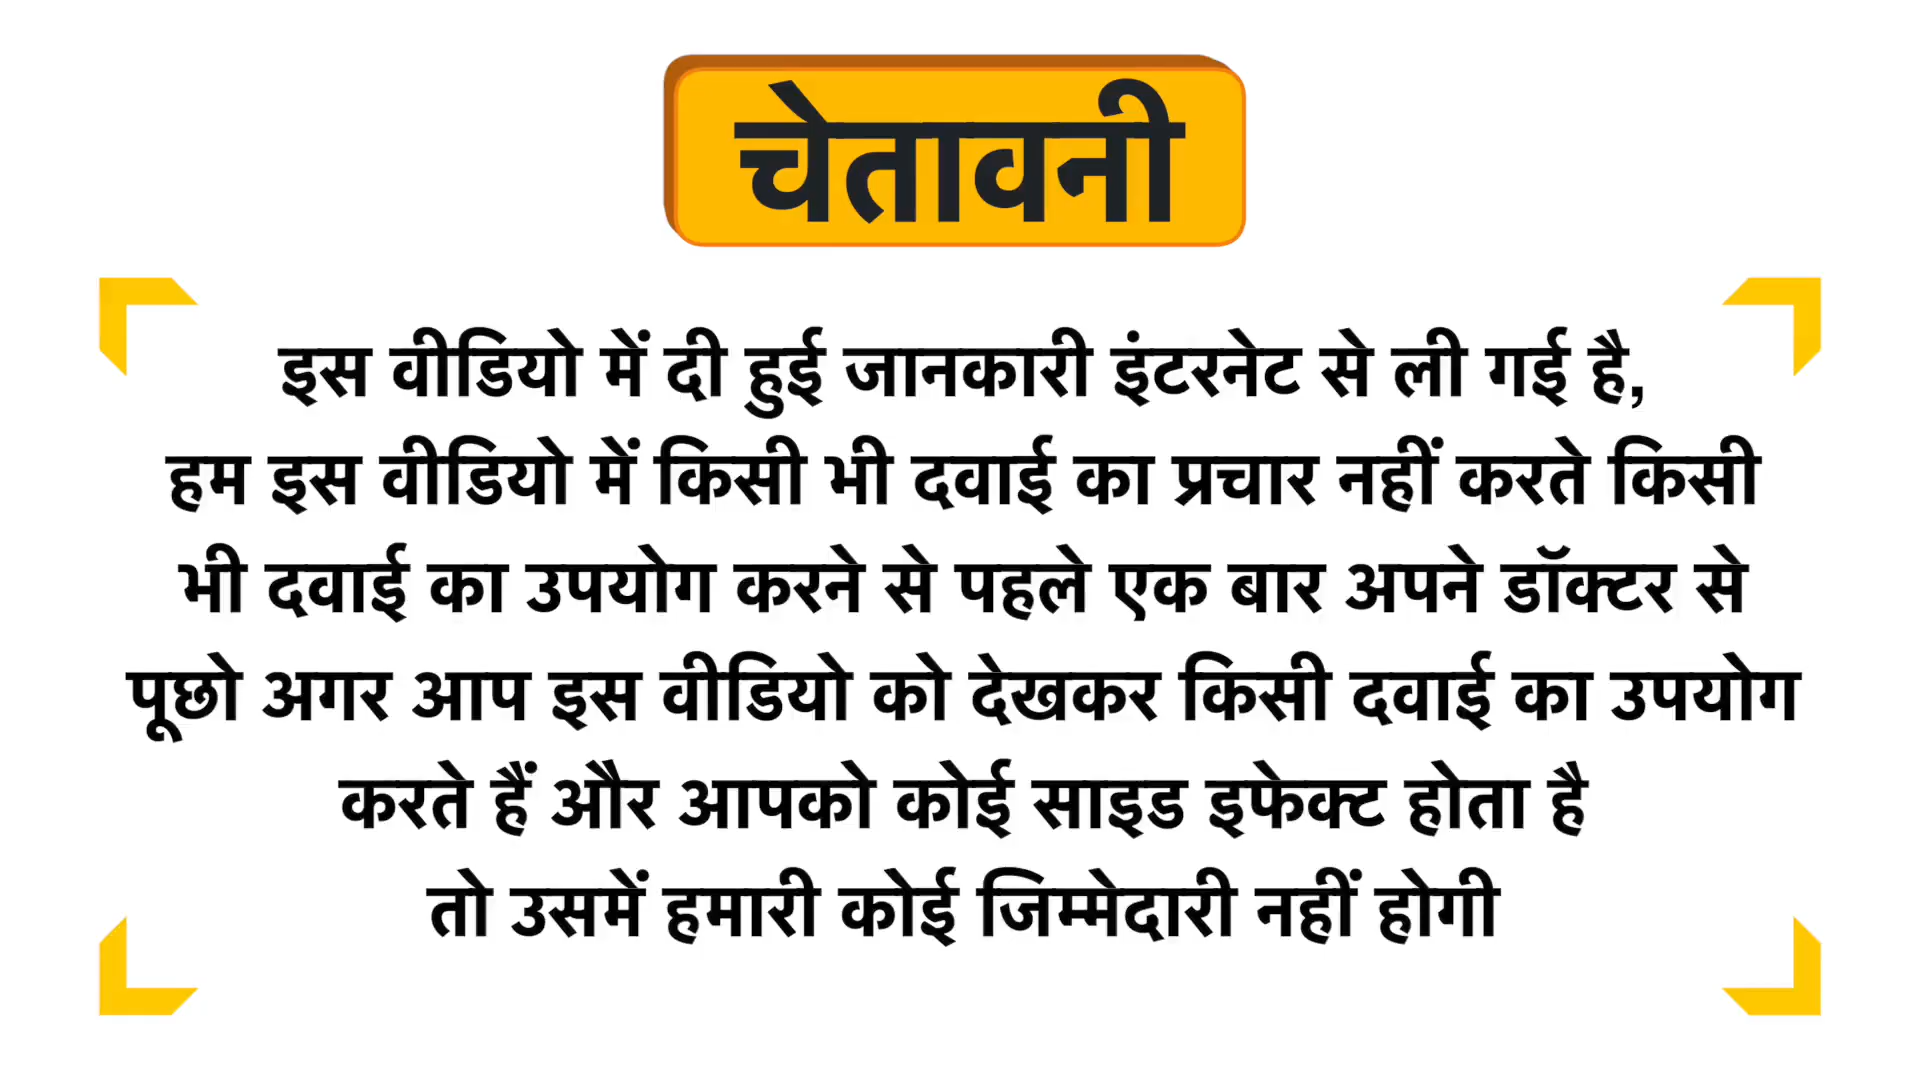 चेतावनी
इस वीडियो में दी हुई जानकारी इंटरनेट से ली गई है,
हम इस वीडियो में किसी भी दवाई का प्रचार नहीं करते किसी
भी दवाई का उपयोग करने से पहले एक बार अपने डॉक्टर से
पूछो अगर आप इस वीडियो को देखकर किसी दवाई का उपयोग
करते हैं और आपको कोई साइड इफेक्ट होता है
तो उसमें हमारी कोई जिम्मेदारी नहीं होगी